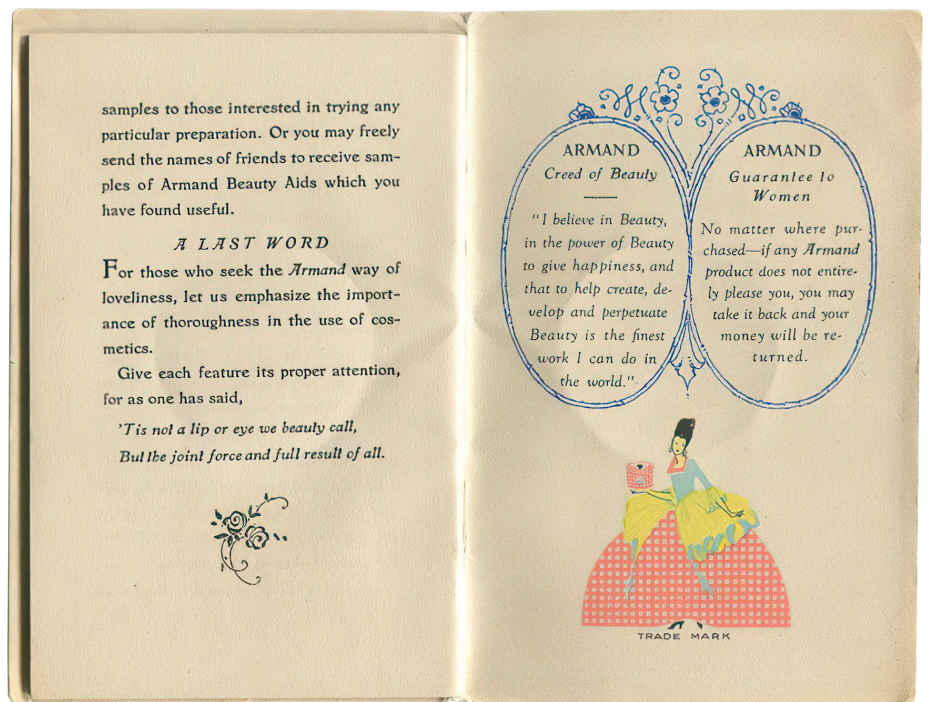 samples to those interested in trying any
particular preparation. Or you may freely
send the names of friends to receive sam-
ples of Armand Beauty Aids which you
have found useful.
A LAST WORD
For those who seek the Armand way of
loveliness, let us emphasize the import-
ance of thoroughness in the use of cos-
metics.
Give each feature its proper attention,
for as one has said,
'Tis not a lip or eye we beauty call,
But the joint force and full result of all.
ARMAND
Creed of Beauty
"I believe in Beauty,
in the power of Beauty
to give happiness, and
that to help create, de-
velop and perpetuate
Beauty is the finest
work I can do in
the world."
ARMAND
Guarantee to
Women
No matter where pur-
chased—if any Armand
product does not entire-
ly please you, you may
take it back and your
money will be re-
turned.
TRADE MARK